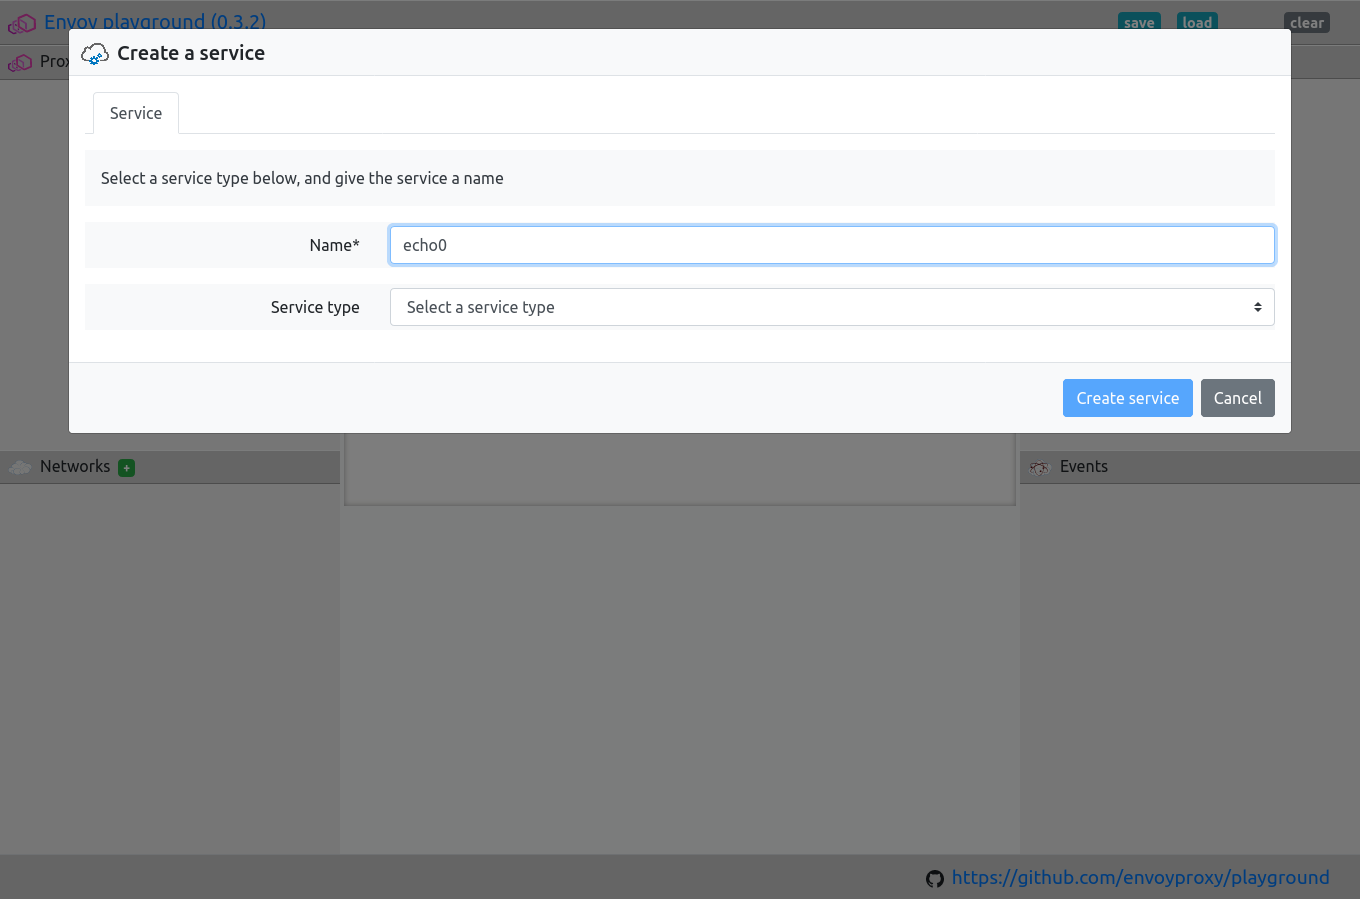 Envoy playground (0.3.2)
save load clear
Create a service
Service
Select a service type below, and give the service a name
Name* echo0
Service type Select a service type
Create service Cancel
Networks +
Events
https://github.com/envoyproxy/playground